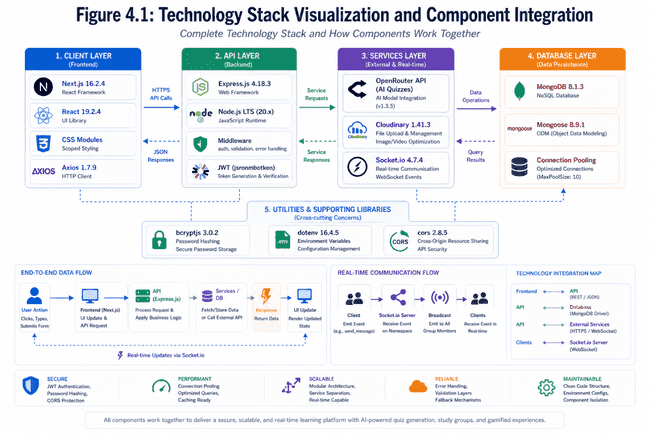 Figure 4.1: Technology Stack Visualization and Component Integration
Complete Technology Stack and How Components Work Together
1. CLIENT LAYER
(Frontend)
Next.js 16.2.4
React Framework
React 19.2.4
UI Library
CSS Modules
Scoped Styling
AXIOS
Axios 1.7.9
HTTP Client
HTTPS
API Calls
JSON
Responses
2. API LAYER
(Backend)
Express.js 4.18.3
Web Framework
node
Node.js LTS (20.x)
JavaScript Runtime
Middleware
auth, validation, error handling
JWT (jsronmbotken)
Token Generation & Verification
Service
Requests
Service
Responses
3. SERVICES LAYER
(External & Real-time)
OpenRouter API
(AI Quizzes)
AI Model Integration
(v1.3.5)
Cloudinary
Cloudinary 1.41.3
File Upload & Management
Image/Video Optimization
Socket.io 4.7.4
Real-time Communication
WebSocket Events
Data
Operations
Query
Results
4. DATABASE LAYER
(Data Persistence)
MongoDB 8.1.3
NoSQL Database
mongoose
Mongoose 8.9.1
ODM (Object Data Modeling)
Connection Pooling
Optimized Connections
(MaxPoolSize: 10)
5. UTILITIES & SUPPORTING LIBRARIES
(Cross-cutting Concerns)
bcryptjs 3.0.2
Password Hashing
Secure Password Storage
.ENV
dotenv 16.4.5
Environment Variables
Configuration Management
CORS
cors 2.8.5
Cross-Origin Resource Sharing
API Security
END-TO-END DATA FLOW
User Action
Clicks, Types,
Submits Form
Frontend (Next.js)
UI Update &
API Request
API
(Express.js)
Process Request &
Apply Business Logic
Services /
DB
Fetch/Store Data
or Call External API
Response
Return Data
UI Update
Render Updated
State
Real-time Updates via Socket.io
REAL-TIME COMMUNICATION FLOW
Client
Emit Event
(e.g., send_message)
Socket.io Server
Receive Event
on Namespace
Broadcast
Emit to All
Group Members
Clients
Receive Event in
Real-time
TECHNOLOGY INTEGRATION MAP
Frontend
API
(REST / JSON)
API
Database
(MongoDB Driver)
API
External Services
(HTTPS / WebSocket)
Clients
Socket.io Server
(WebSocket)
SECURE
JWT Authentication,
Password Hashing,
CORS Protection
PERFORMANT
Connection Pooling
Optimized Queries,
Caching Ready
SCALABLE
Modular Architecture,
Service Separation,
Real-time Capable
RELIABLE
Error Handling,
Validation Layers
Fallback Mechanisms
MAINTAINABLE
Clean Code Structure,
Environment Configs,
Component Isolation
All components work together to deliver a secure, scalable, and real-time learning platform with AI-powered quiz generation, study groups, and gamified experiences.